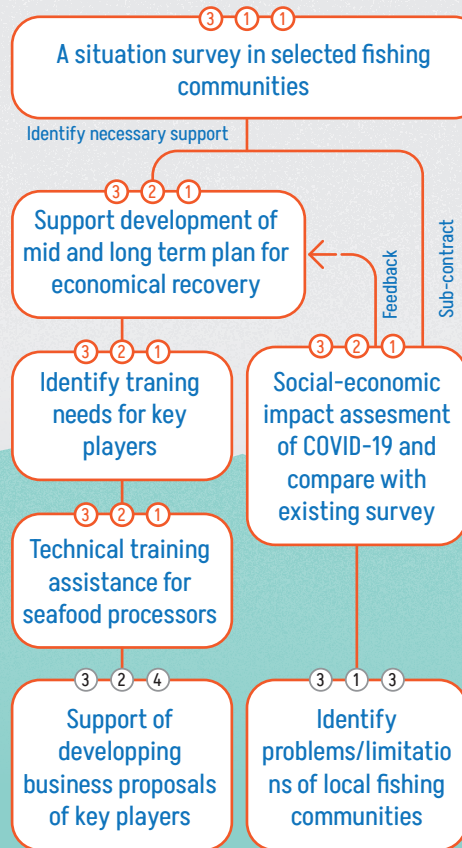 3 1 1
A situation survey in selected fishing
communities
Identify necessary support
3 2 1
Support development of
mid and long term plan for
economical recovery
Feedback
Sub-contract
3 2 1
Identify traning
needs for key
players
3 2 1
Social-economic
impact assesment
of COVID-19 and
compare with
existing survey
3 2 1
Technical training
assistance for
seafood processors
3 2 4
Support of
developping
business proposals
of key players
3 1 3
Identify
problems/limitatio
ns of local fishing
communities